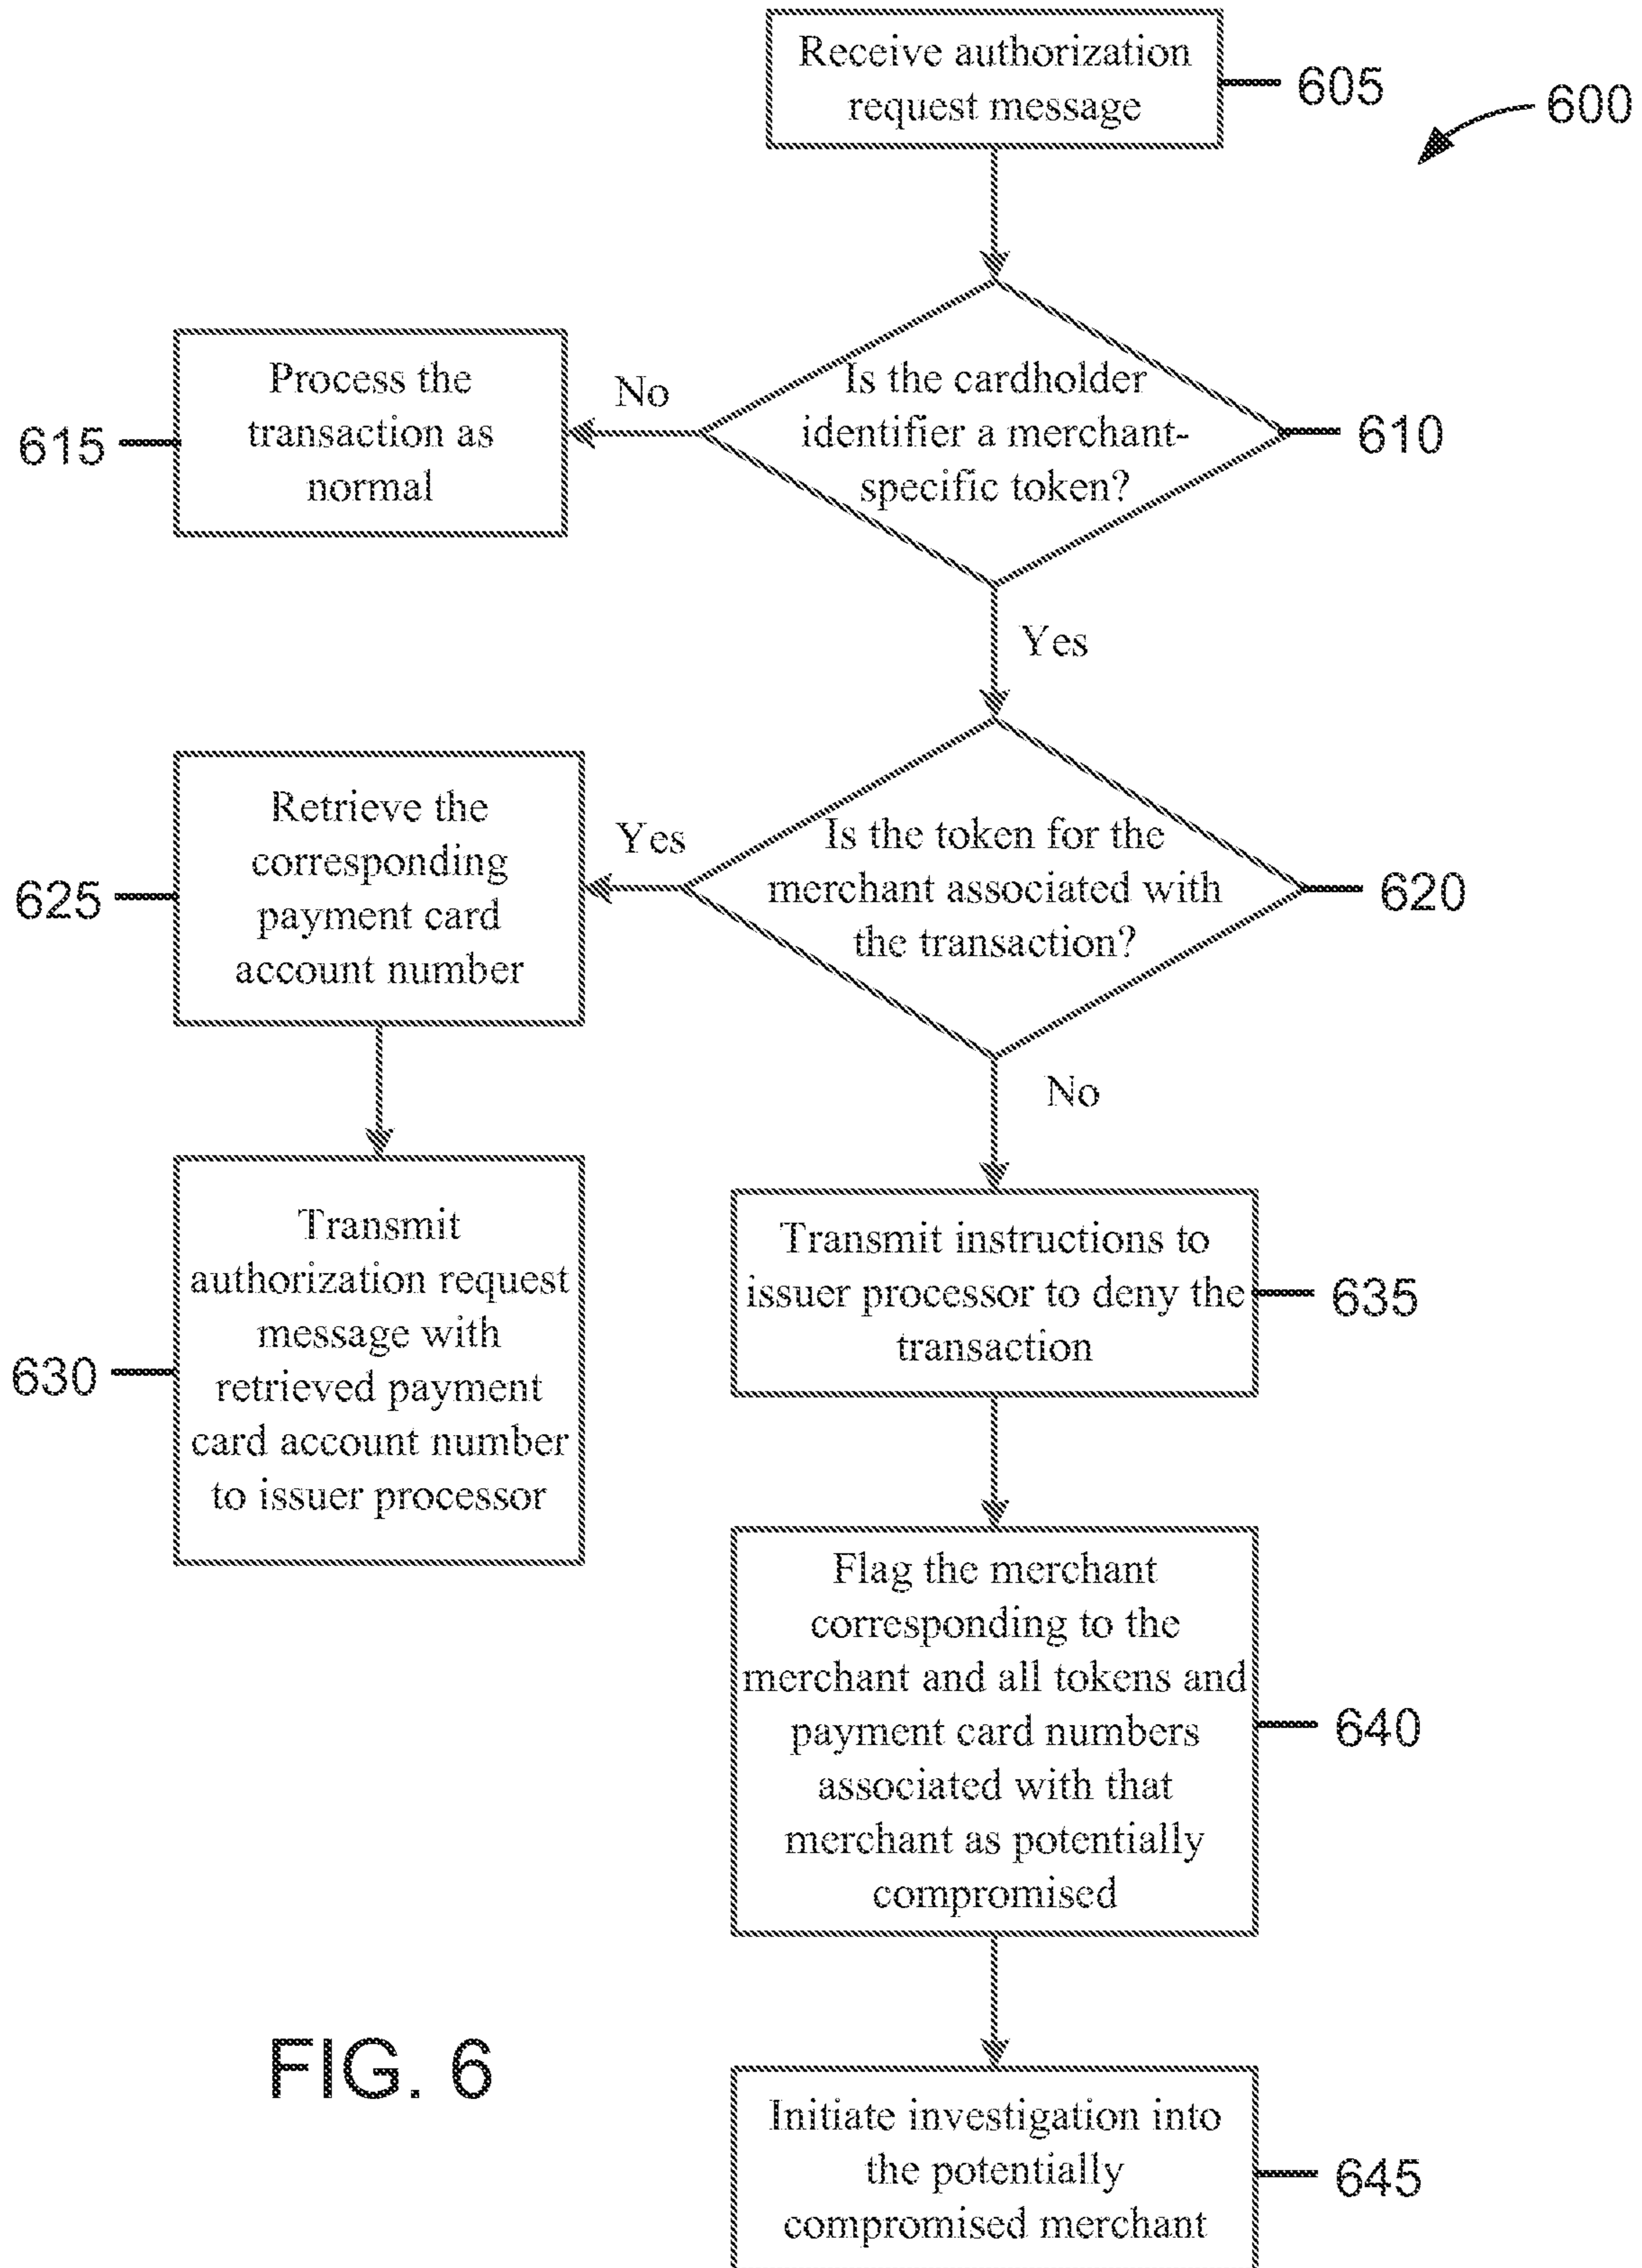 Receive authorization
request message
605
600
Is the cardholder
identifier a merchant-
specific token?
610
No
Process the
transaction as
normal
615
Yes
Is the token for the
merchant associated with
the transaction?
620
Yes
Retrieve the
corresponding
payment card
account number
625
Transmit
authorization request
message with
retrieved payment
card account number
to issuer processor
630
No
Transmit instructions to
issuer processor to deny the
transaction
635
Flag the merchant
corresponding to the
merchant and all tokens and
payment card numbers
associated with that
merchant as potentially
compromised
640
Initiate investigation into
the potentially
compromised merchant
645
FIG. 6